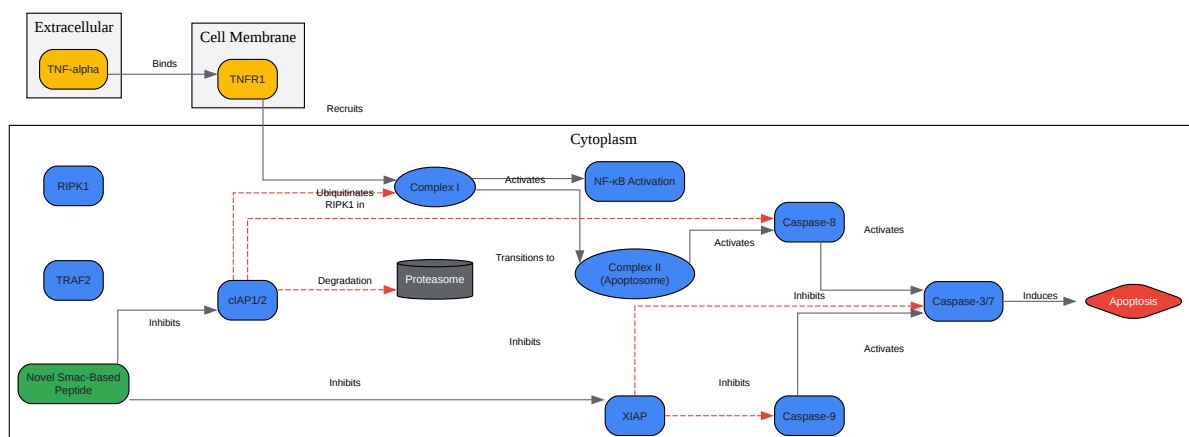 Extracellular
TNF-alpha
Binds
Cell Membrane
TNFR1
Recruits
Cytoplasm
RIPK1
Ubiquitinates
RIPK1 in
Complex I
Activates
NF-κB Activation
Caspase-8
Activates
Activates
TRAF2
cIAP1/2
Degradation
Proteasome
Transitions to
Complex II
(Apoptosome)
Inhibits
Caspase-3/7
Induces
Apoptosis
Inhibits
Inhibits
Activates
Novel Smac-Based
Peptide
Inhibits
XIAP
Inhibits
Caspase-9